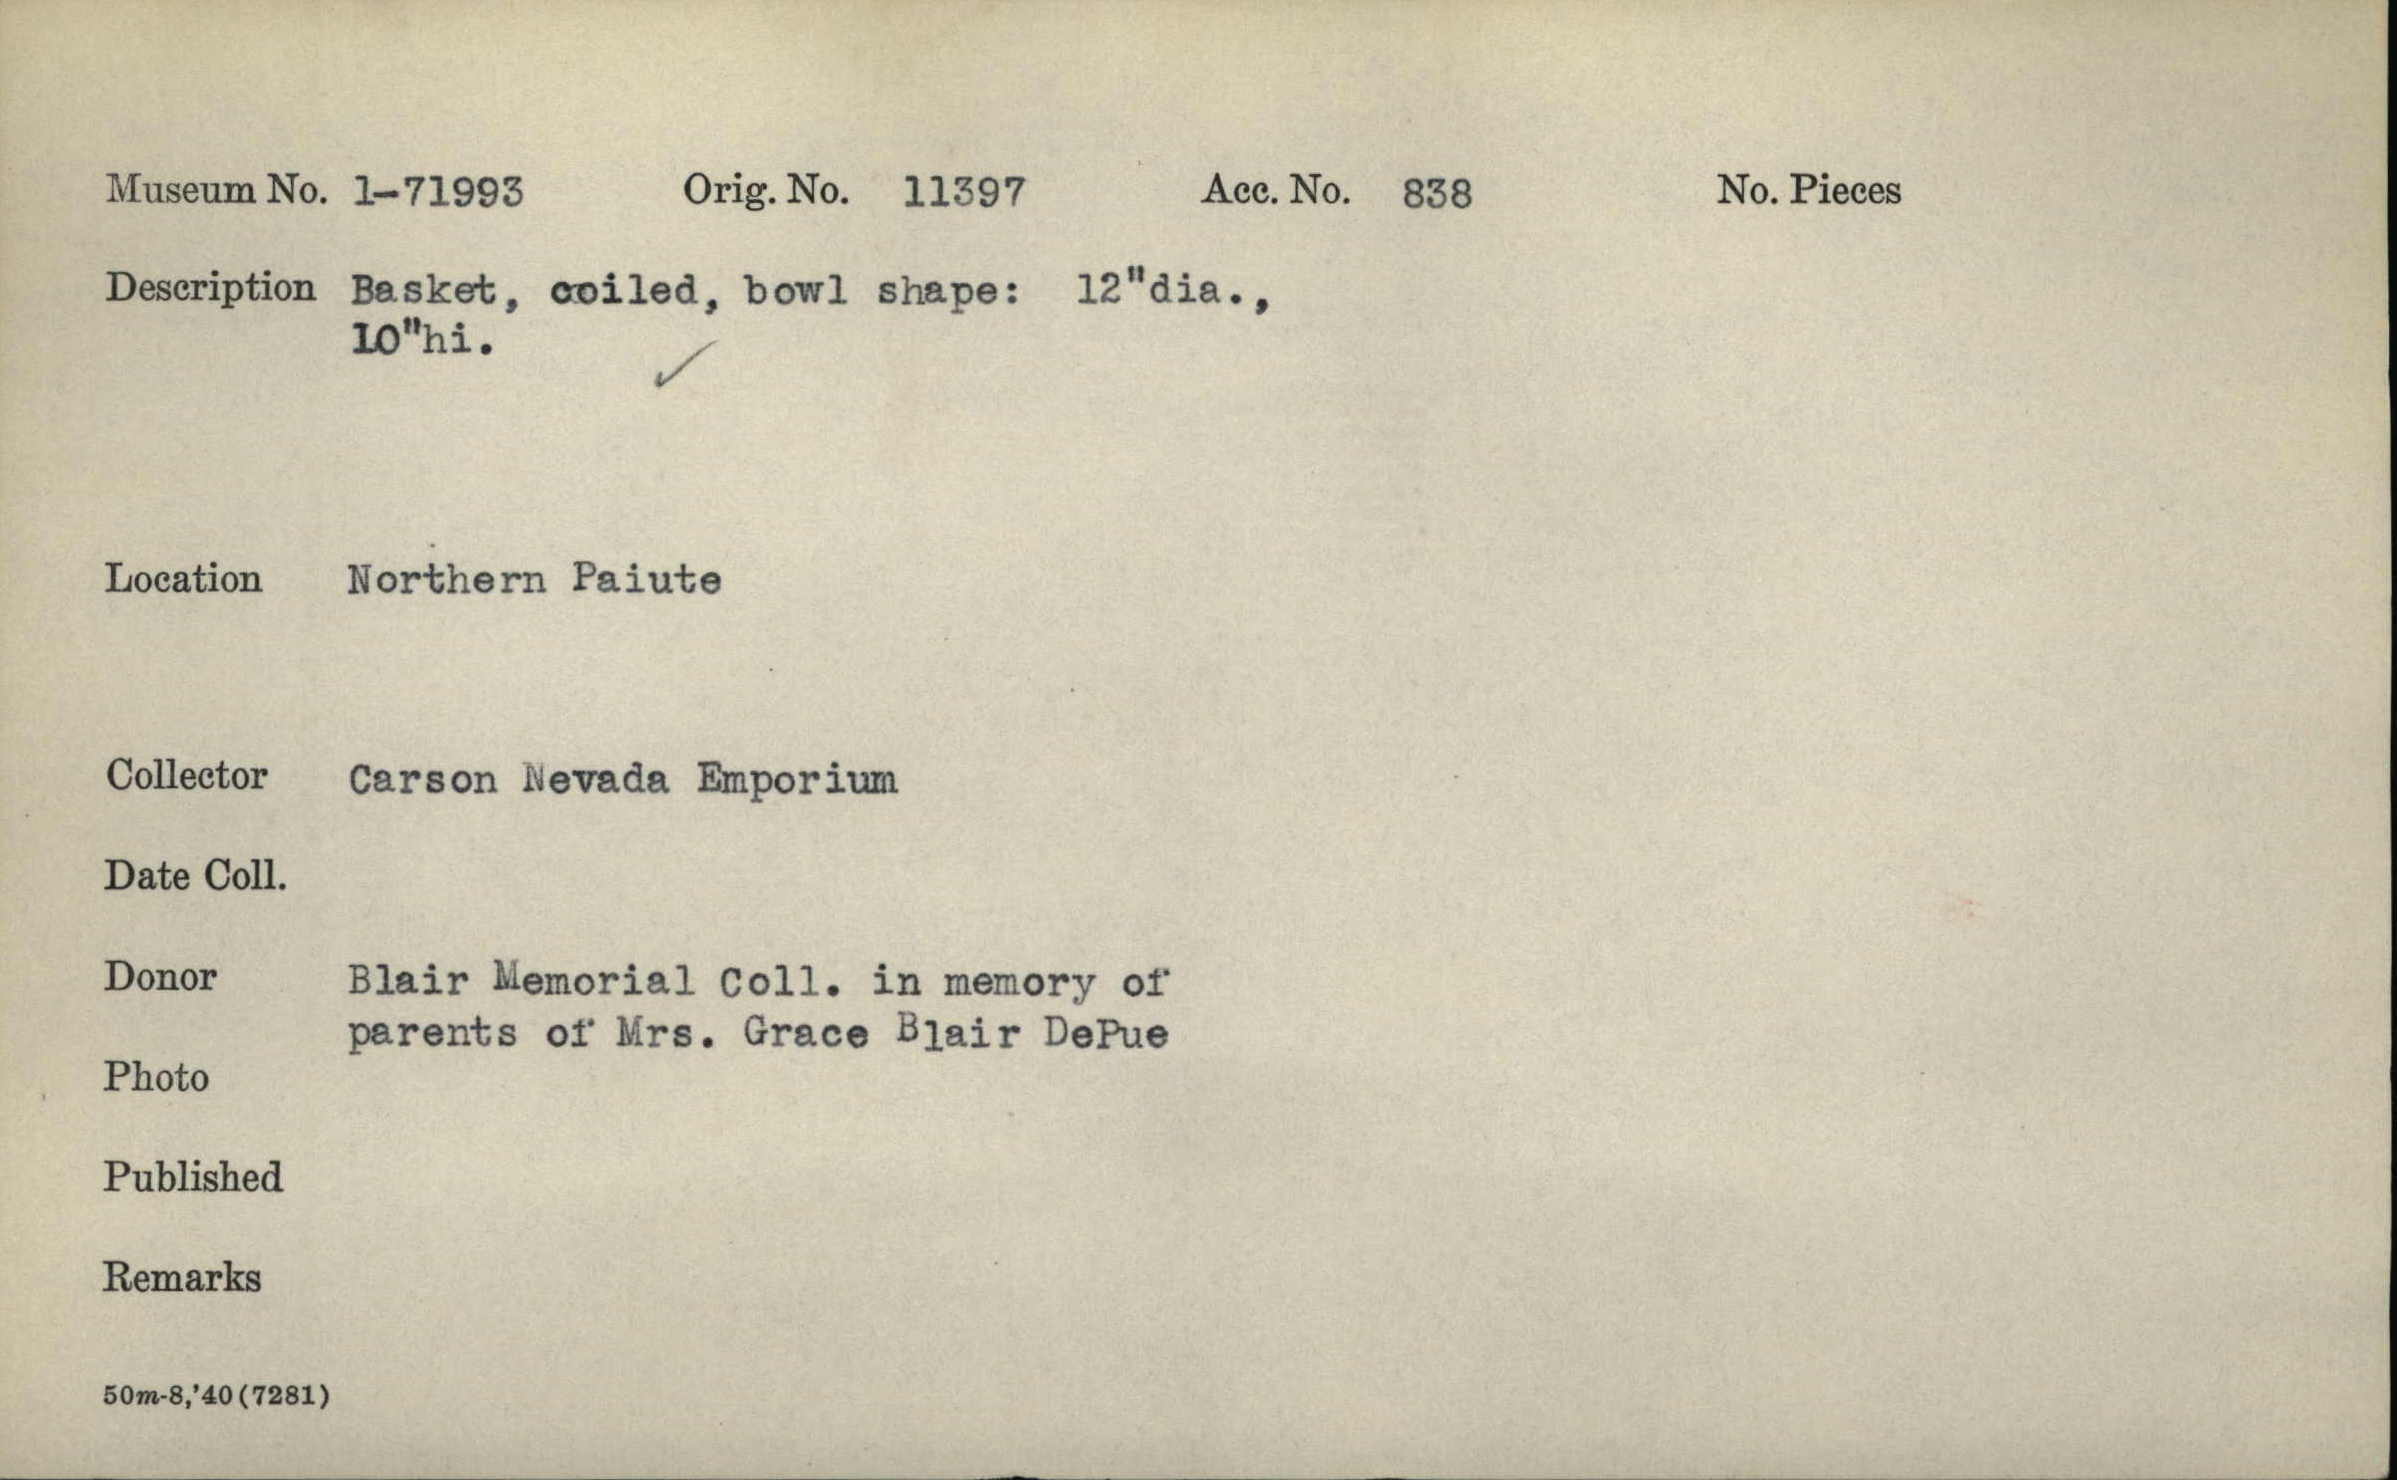 Museum No. 1-71993 Orig. No. 11397 Acc. No. 838 No. Pieces
Description Basket, coiled, bowl shape: 12"dia.,
10"hi.
Location Northern Paiute
Collector Carson Nevada Emporium
Date Coll.
Donor Blair Memorial Coll. in memory of
parents of Mrs. Grace Blair DePue
Photo
Published
Remarks
50m-8,'40(7281)